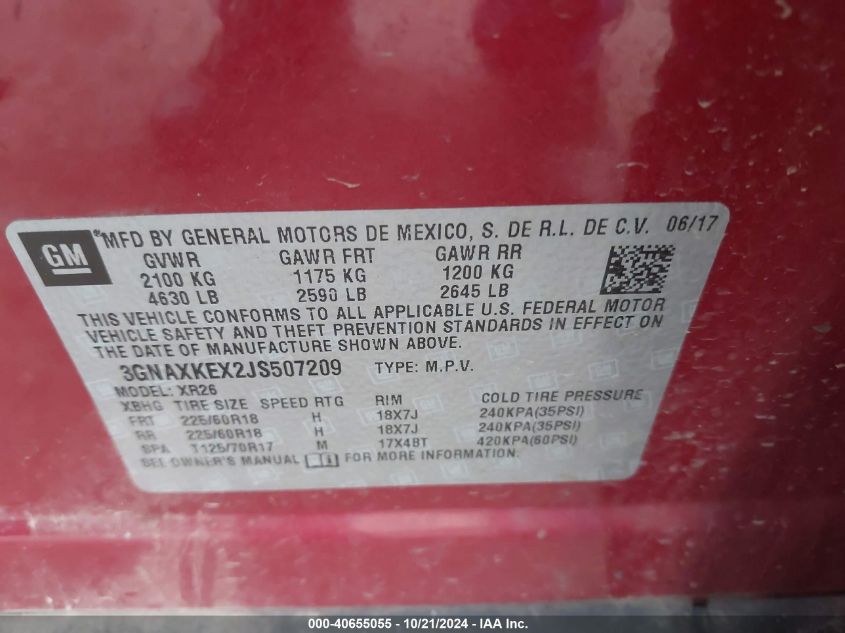 GM ®MFD BY GENERAL MOTORS DE MEXICO, S. DE R.L. DE C.V. 06/17
GVWR GAWR FRT GAWR RR
2100 KG 1175 KG 1200 KG
4630 LB 2590 LB 2645 LB
THIS VEHICLE CONFORMS TO ALL APPLICABLE U.S. FEDERAL MOTOR
VEHICLE SAFETY AND THEFT PREVENTION STANDARDS IN EFFECT ON
THE DATE OF MANUFACTURE SHOWN ABOVE.
3GNAXKEX2JS507209 TYPE: M.P.V.
MODEL: XR26
XBHG TIRE SIZE SPEED RTG RIM COLD TIRE PRESSURE
FRT 225/60R18 H 18X7J 240KPA(35PSI)
RR 225/60R18 H 18X7J 240KPA(35PSI)
SPA T125/70R17 M 17X4BT 420KPA(60PSI)
SEE OWNER'S MANUAL FOR MORE INFORMATION.
000-40655055 - 10/21/2024 - IAA Inc.